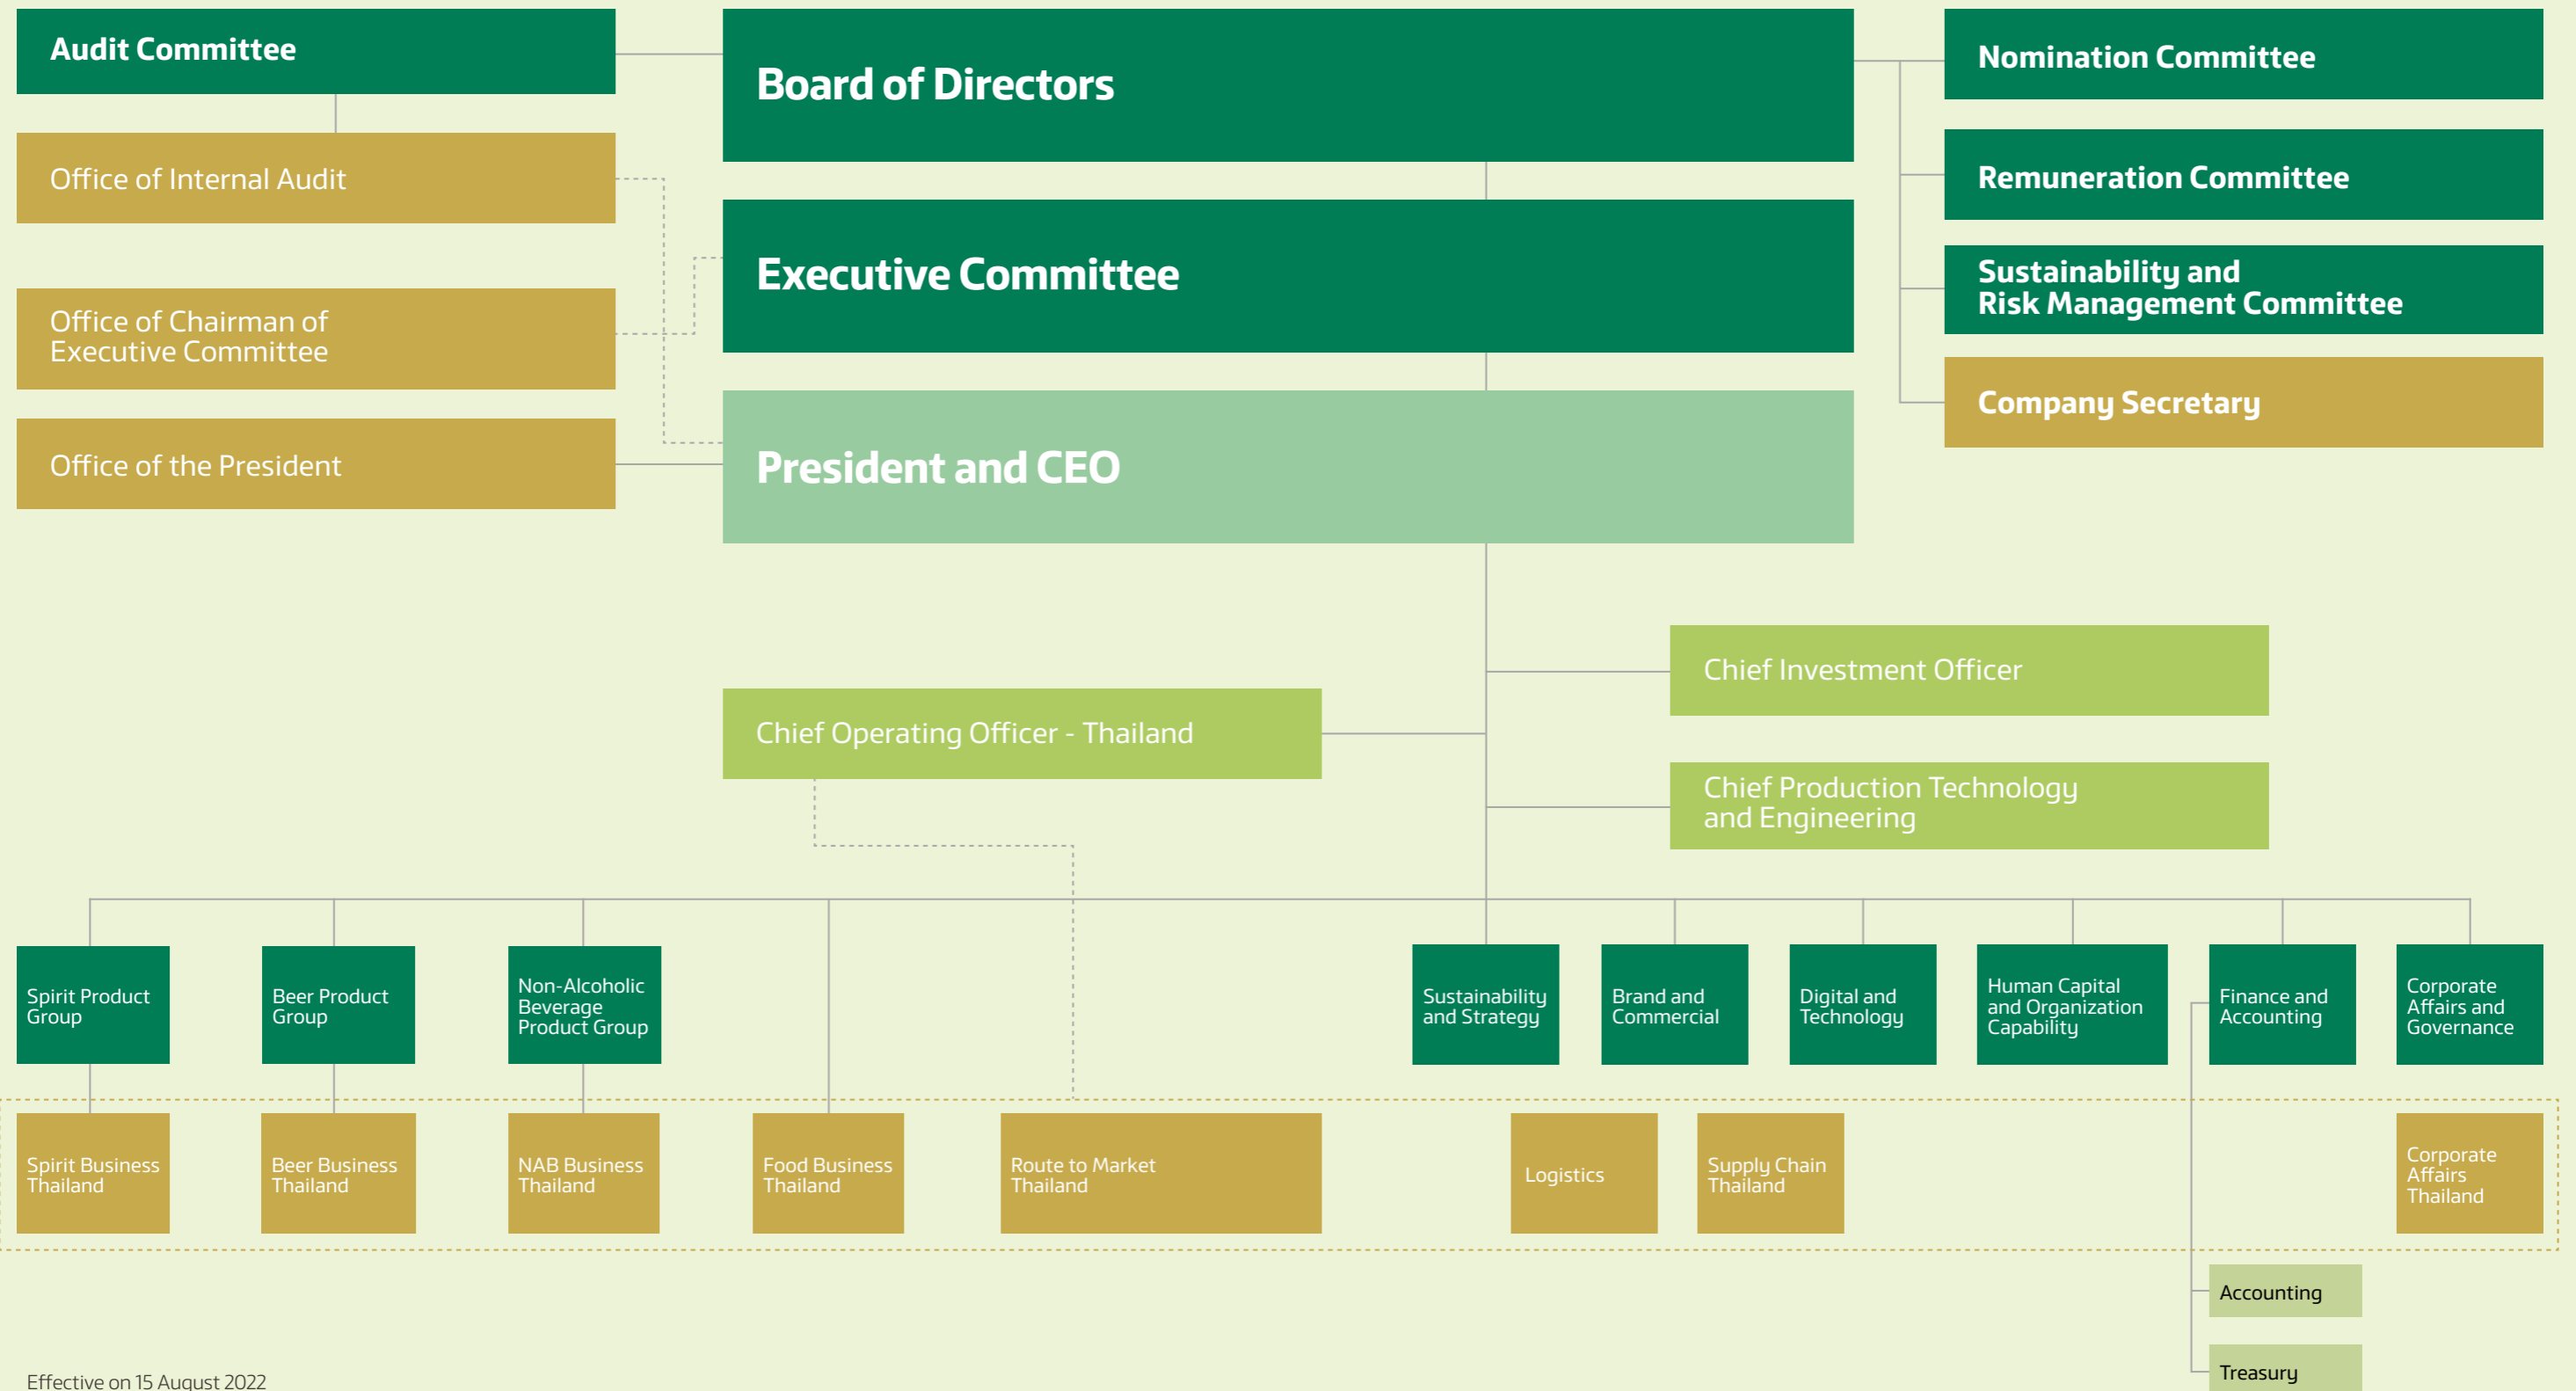 Audit Committee
Board of Directors
Nomination Committee
Office of Internal Audit
Remuneration Committee
Executive Committee
Sustainability and
Risk Management Committee
Office of Chairman of
Executive Committee
Company Secretary
Office of the President
President and CEO
Chief Investment Officer
Chief Operating Officer - Thailand
Chief Production Technology
and Engineering
Spirit Product
Group
Beer Product
Group
Non-Alcoholic
Beverage
Product Group
Sustainability
and Strategy
Brand and
Commercial
Digital and
Technology
Human Capital
and Organization
Capability
Finance and
Accounting
Corporate
Affairs and
Governance
Spirit Business
Thailand
Beer Business
Thailand
NAB Business
Thailand
Food Business
Thailand
Route to Market
Thailand
Logistics
Supply Chain
Thailand
Corporate
Affairs
Thailand
Accounting
Treasury
Effective on 15 August 2022